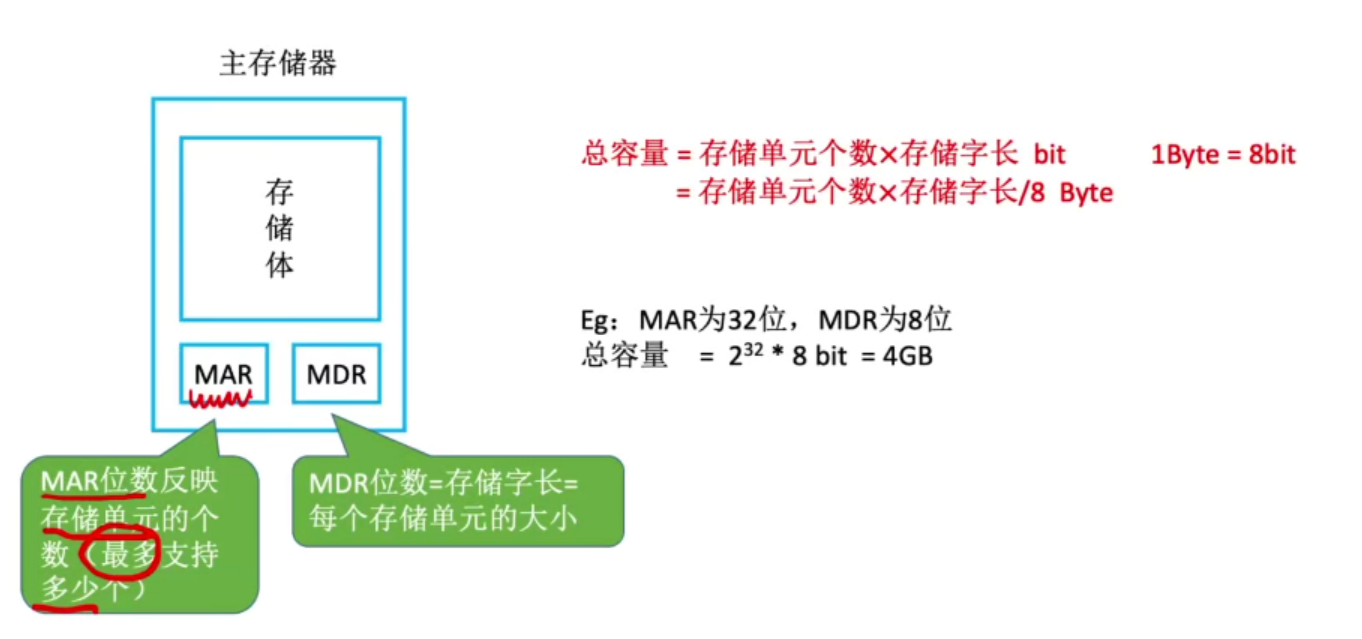 主存储器
存
储
体
MAR
MDR
MAR位数反映
存储单元的个
数（最多支持
多少个）
MDR位数=存储字长=
每个存储单元的大小
总容量 = 存储单元个数×存储字长 bit 1Byte = 8bit
= 存储单元个数×存储字长/8 Byte
Eg：MAR为32位，MDR为8位
总容量 = 2³² * 8 bit = 4GB